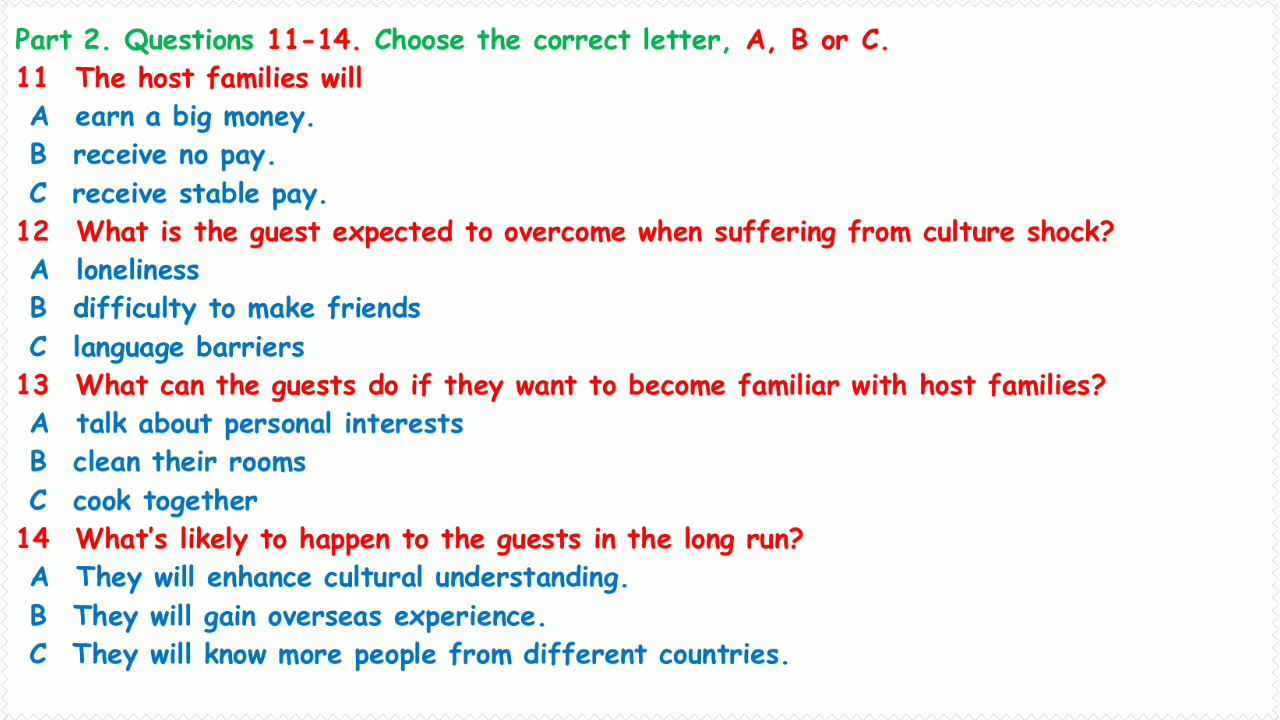 Part 2. Questions 11-14. Choose the correct letter, A, B or C.
11 The host families will
A earn a big money.
B receive no pay.
C receive stable pay.
12 What is the guest expected to overcome when suffering from culture shock?
A loneliness
B difficulty to make friends
C language barriers
13 What can the guests do if they want to become familiar with host families?
A talk about personal interests
B clean their rooms
C cook together
14 What's likely to happen to the guests in the long run?
A They will enhance cultural understanding.
B They will gain overseas experience.
C They will know more people from different countries.